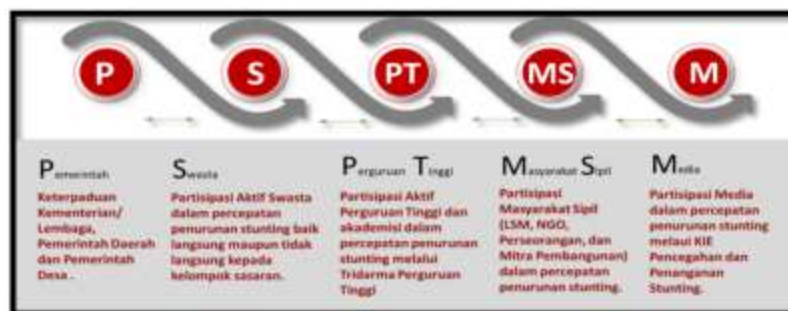 P
S
PT
MS
M
Pemerintah
Keterpaduan
Kementerian/
Lembaga,
Pemerintah Daerah
dan Pemerintah
Desa .
Swasta
Partisipasi Aktif Swasta
dalam percepatan
penurunan stunting baik
langsung maupun tidak
langsung kepada
kelompok sasaran.
Perguruan Tinggi
Partisipasi Aktif
Perguruan Tinggi dan
akademisi dalam
percepatan penurunan
stunting melalui
Tridarma Perguruan
Tinggi
Masyarakat Sipil
Partisipasi
Masyarakat Sipil
(LSM, NGO,
Perseorangan, dan
Mitra Pembangunan)
dalam percepatan
penurunan stunting.
Media
Partisipasi Media
dalam percepatan
penurunan stunting
melaui KIE
Pencegahan dan
Penanganan
Stunting.